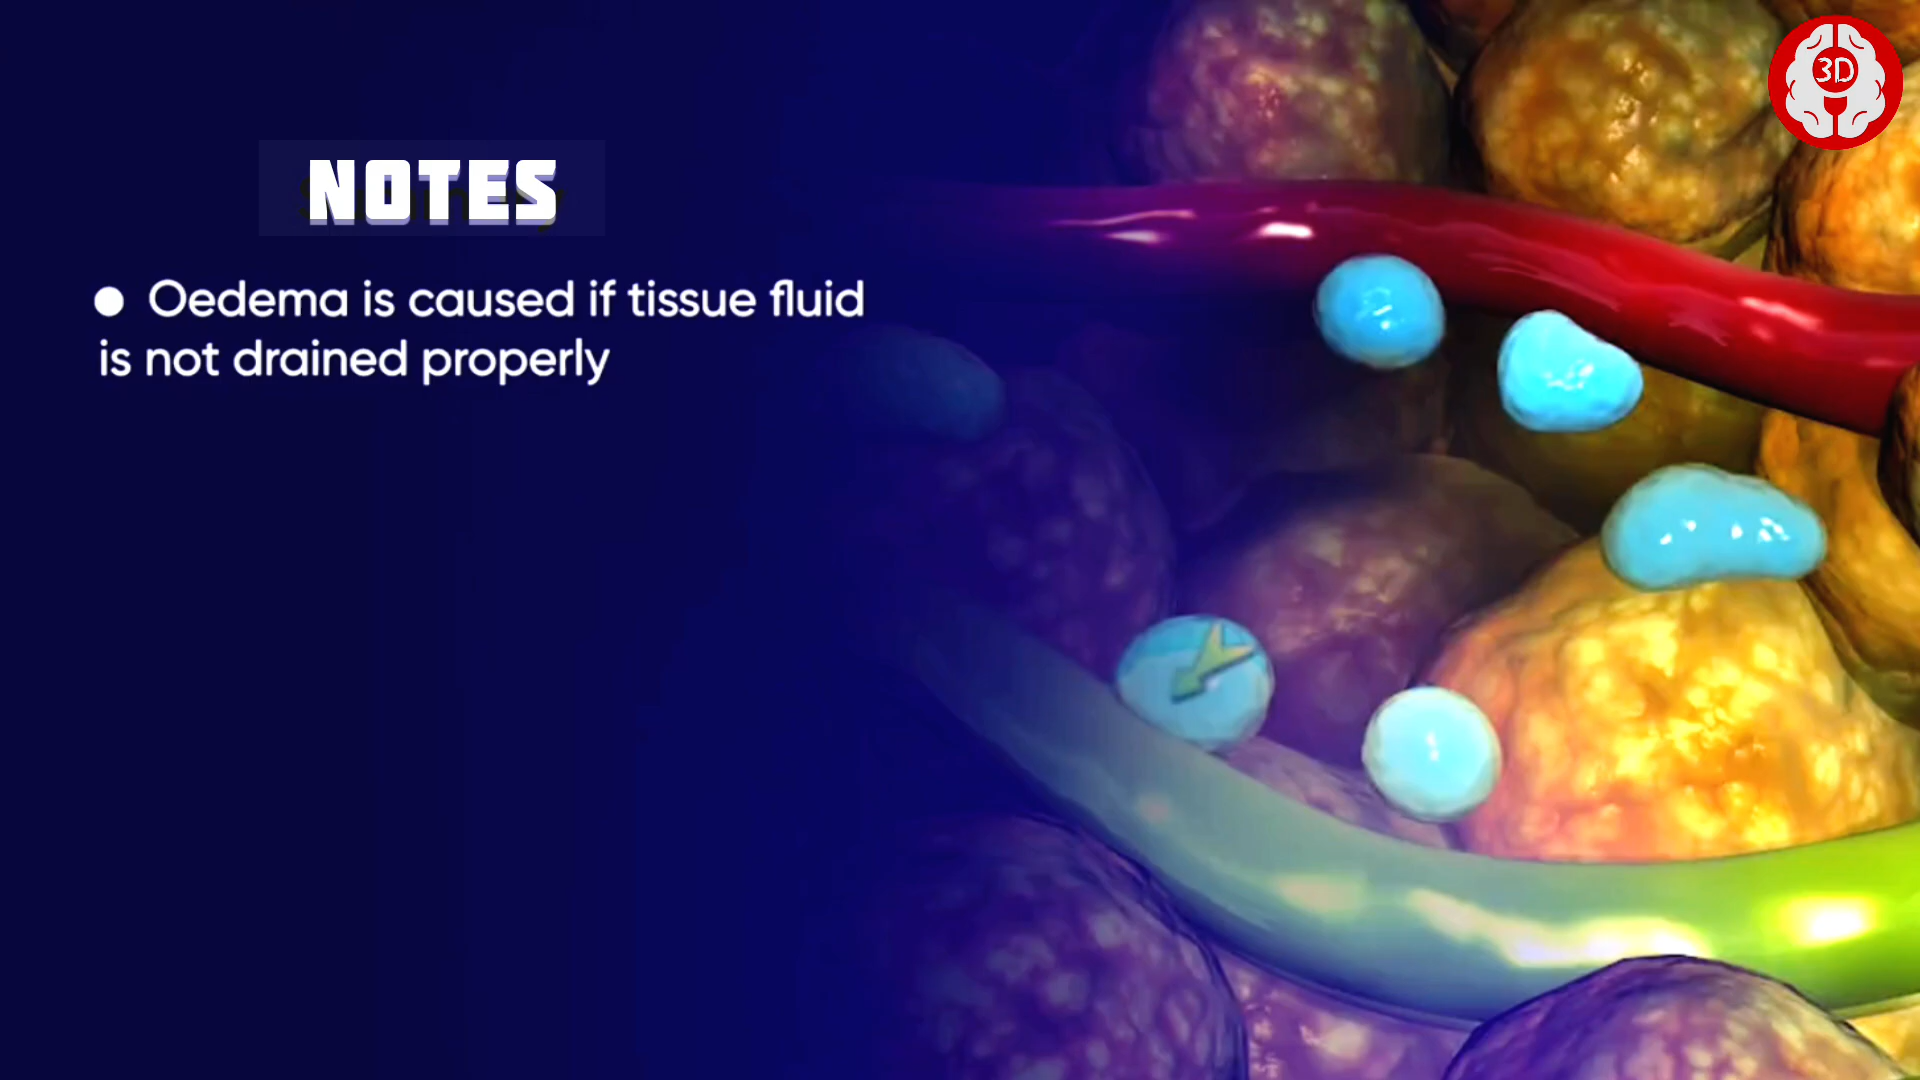 3D
NOTES
● Oedema is caused if tissue fluid
is not drained properly